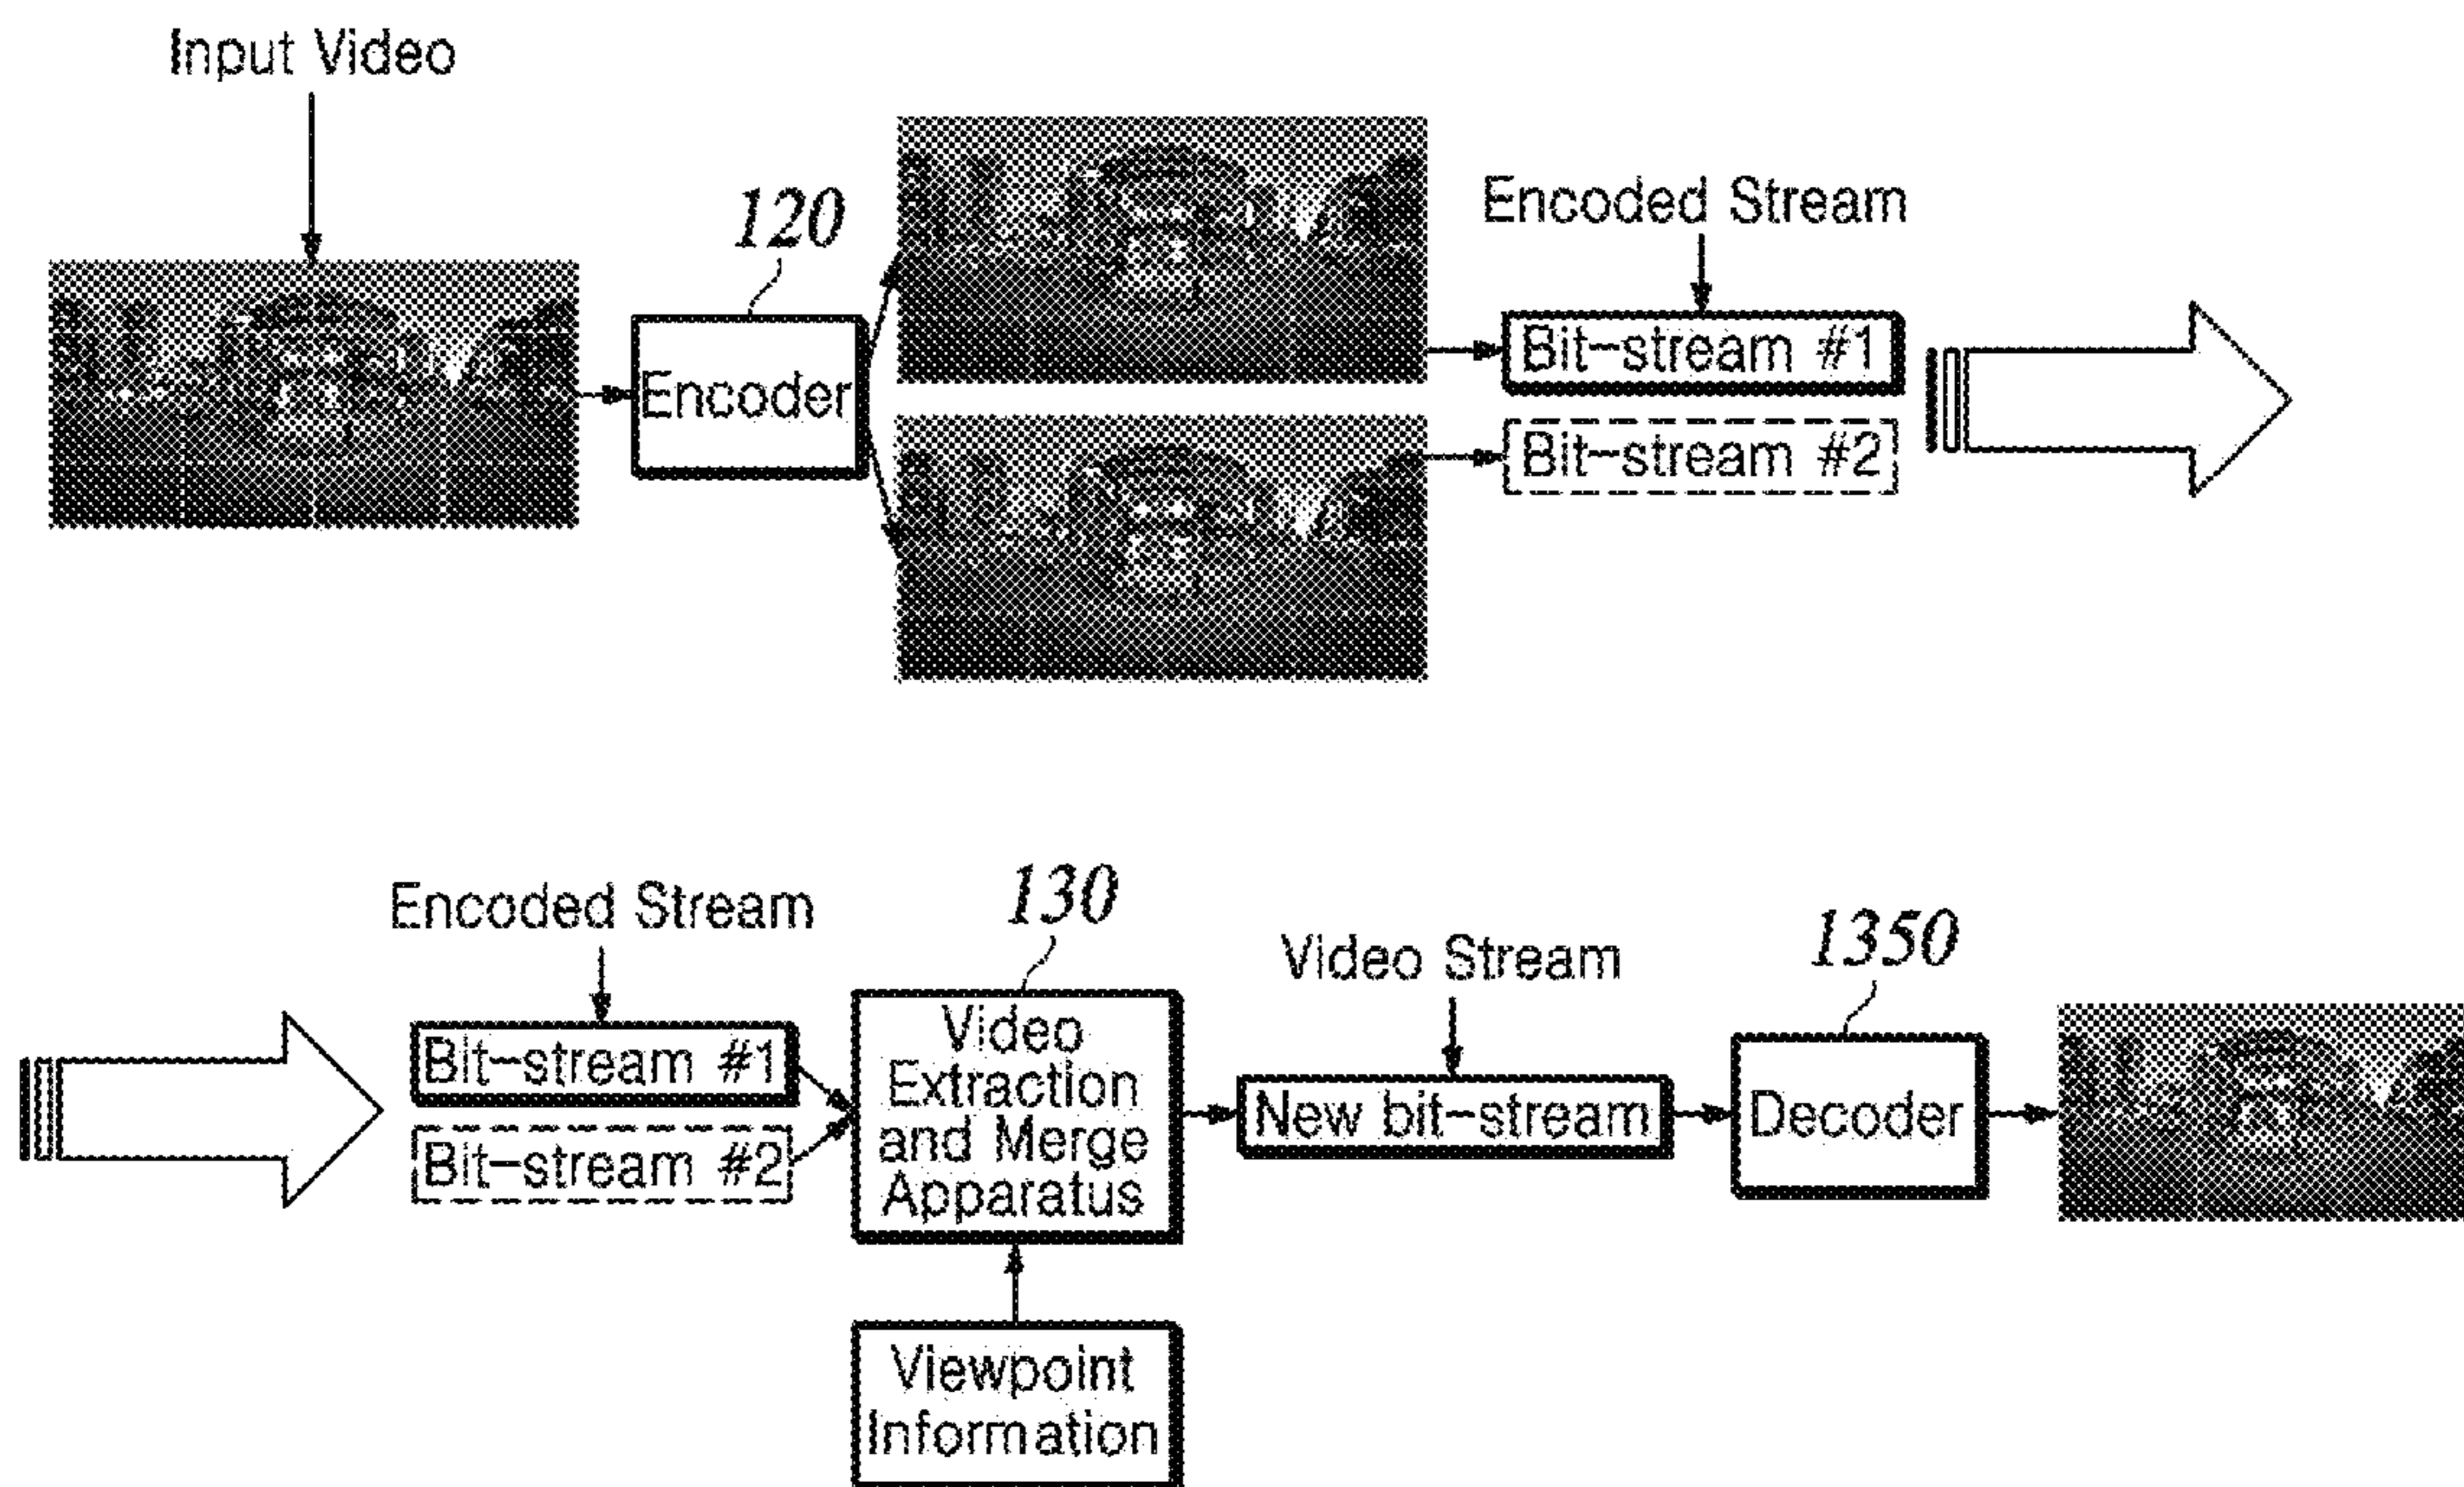 Input Video
120
Encoded Stream
Encoder
Bit-stream #1
Bit-stream #2
130
Encoded Stream
1350
Video Stream
Bit-stream #1
Bit-stream #2
Video
Extraction
and Merge
Apparatus
New bit-stream
Decoder
Viewpoint
Information